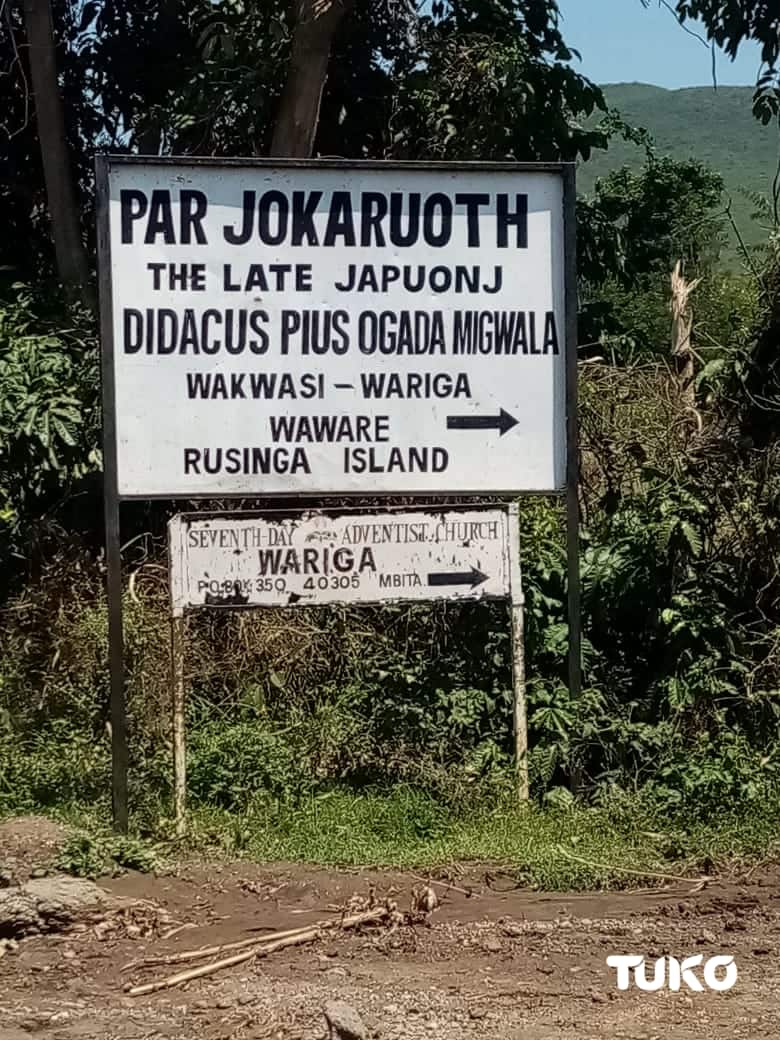 PAR JOKARUOTH
THE LATE JAPUONJ
DIDACUS PIUS OGADA MIGWALA
WAKWASI – WARIGA
WAWARE
RUSINGA ISLAND
SEVENTH-DAY ADVENTIST CHURCH
WARIGA
P.O. BOX 350 40305 MBITA
TUKO